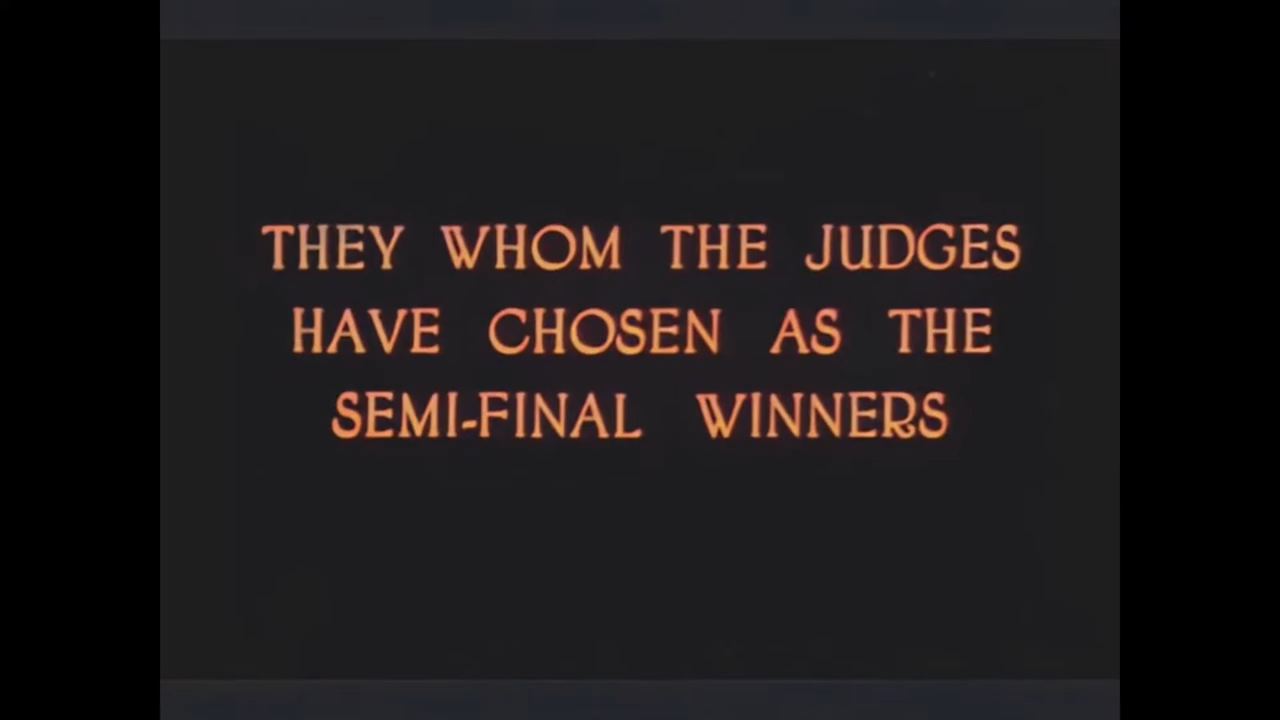 THEY WHOM THE JUDGES
HAVE CHOSEN AS THE
SEMI-FINAL WINNERS